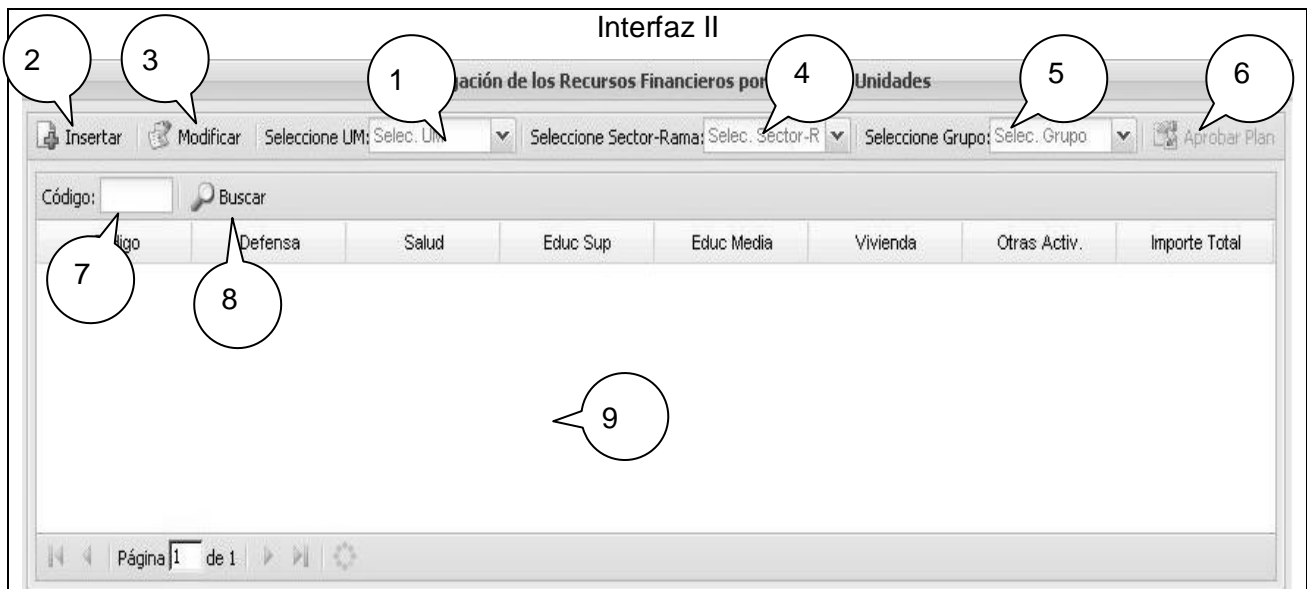 Interfaz II
2 3 1 4 5 6
ación de los Recursos Financieros por Unidades
Insertar Modificar Seleccione UM: Selec. UM Seleccione Sector-Rama: Selec. Sector-R Seleccione Grupo: Selec. Grupo Aprobar Plan
Código: Buscar
digo Defensa Salud Educ Sup Educ Media Vivienda Otras Activ. Importe Total
7 8
9
Página 1 de 1